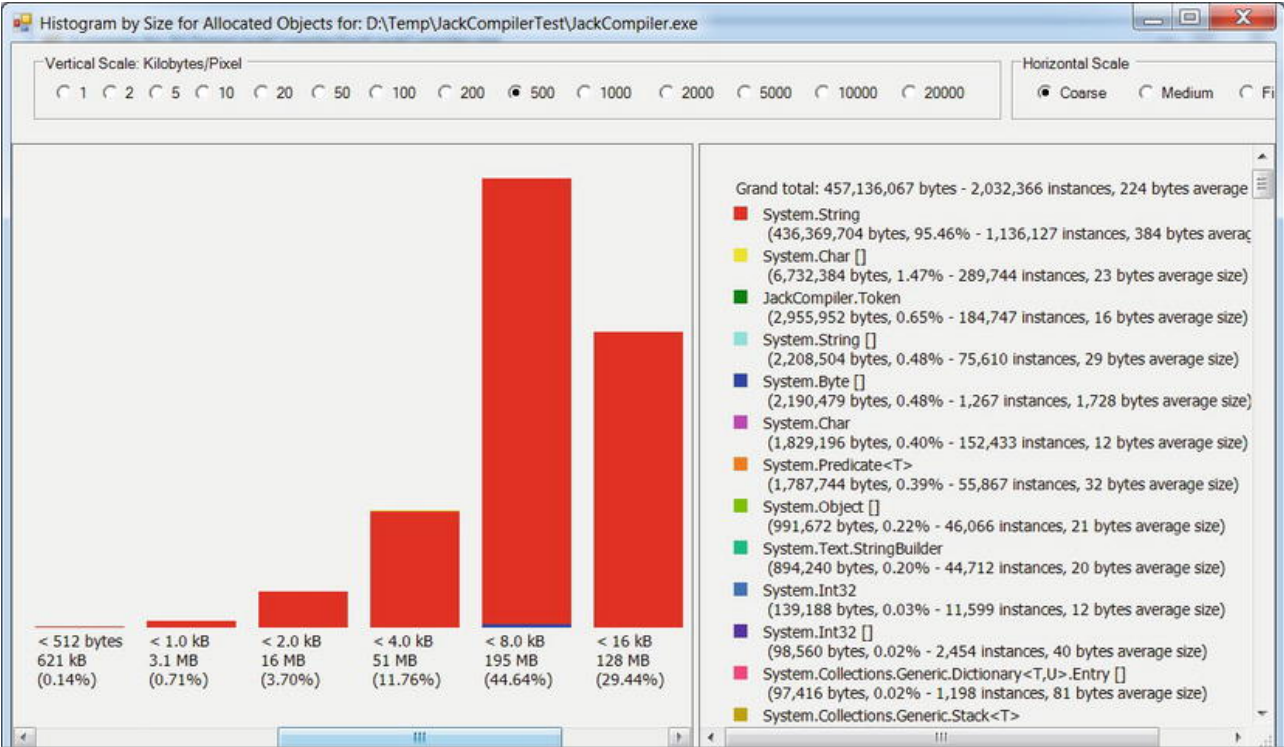 Histogram by Size for Allocated Objects for: D:\Temp\JackCompilerTest\JackCompiler.exe
Vertical Scale: Kilobytes/Pixel
1 2 5 10 20 50 100 200 500 1000 2000 5000 10000 20000
Horizontal Scale
Coarse Medium
< 512 bytes
621 kB
(0.14%)
< 1.0 kB
3.1 MB
(0.71%)
< 2.0 kB
16 MB
(3.70%)
< 4.0 kB
51 MB
(11.76%)
< 8.0 kB
195 MB
(44.64%)
< 16 kB
128 MB
(29.44%)
Grand total: 457,136,067 bytes - 2,032,366 instances, 224 bytes average
System.String
(436,369,704 bytes, 95.46% - 1,136,127 instances, 384 bytes averag
System.Char []
(6,732,384 bytes, 1.47% - 289,744 instances, 23 bytes average size)
JackCompiler.Token
(2,955,952 bytes, 0.65% - 184,747 instances, 16 bytes average size)
System.String []
(2,208,504 bytes, 0.48% - 75,610 instances, 29 bytes average size)
System.Byte []
(2,190,479 bytes, 0.48% - 1,267 instances, 1,728 bytes average size)
System.Char
(1,829,196 bytes, 0.40% - 152,433 instances, 12 bytes average size)
System.Predicate<T>
(1,787,744 bytes, 0.39% - 55,867 instances, 32 bytes average size)
System.Object []
(991,672 bytes, 0.22% - 46,066 instances, 21 bytes average size)
System.Text.StringBuilder
(894,240 bytes, 0.20% - 44,712 instances, 20 bytes average size)
System.Int32
(139,188 bytes, 0.03% - 11,599 instances, 12 bytes average size)
System.Int32 []
(98,560 bytes, 0.02% - 2,454 instances, 40 bytes average size)
System.Collections.Generic.Dictionary<T,U>.Entry []
(97,416 bytes, 0.02% - 1,198 instances, 81 bytes average size)
System.Collections.Generic.Stack<T>